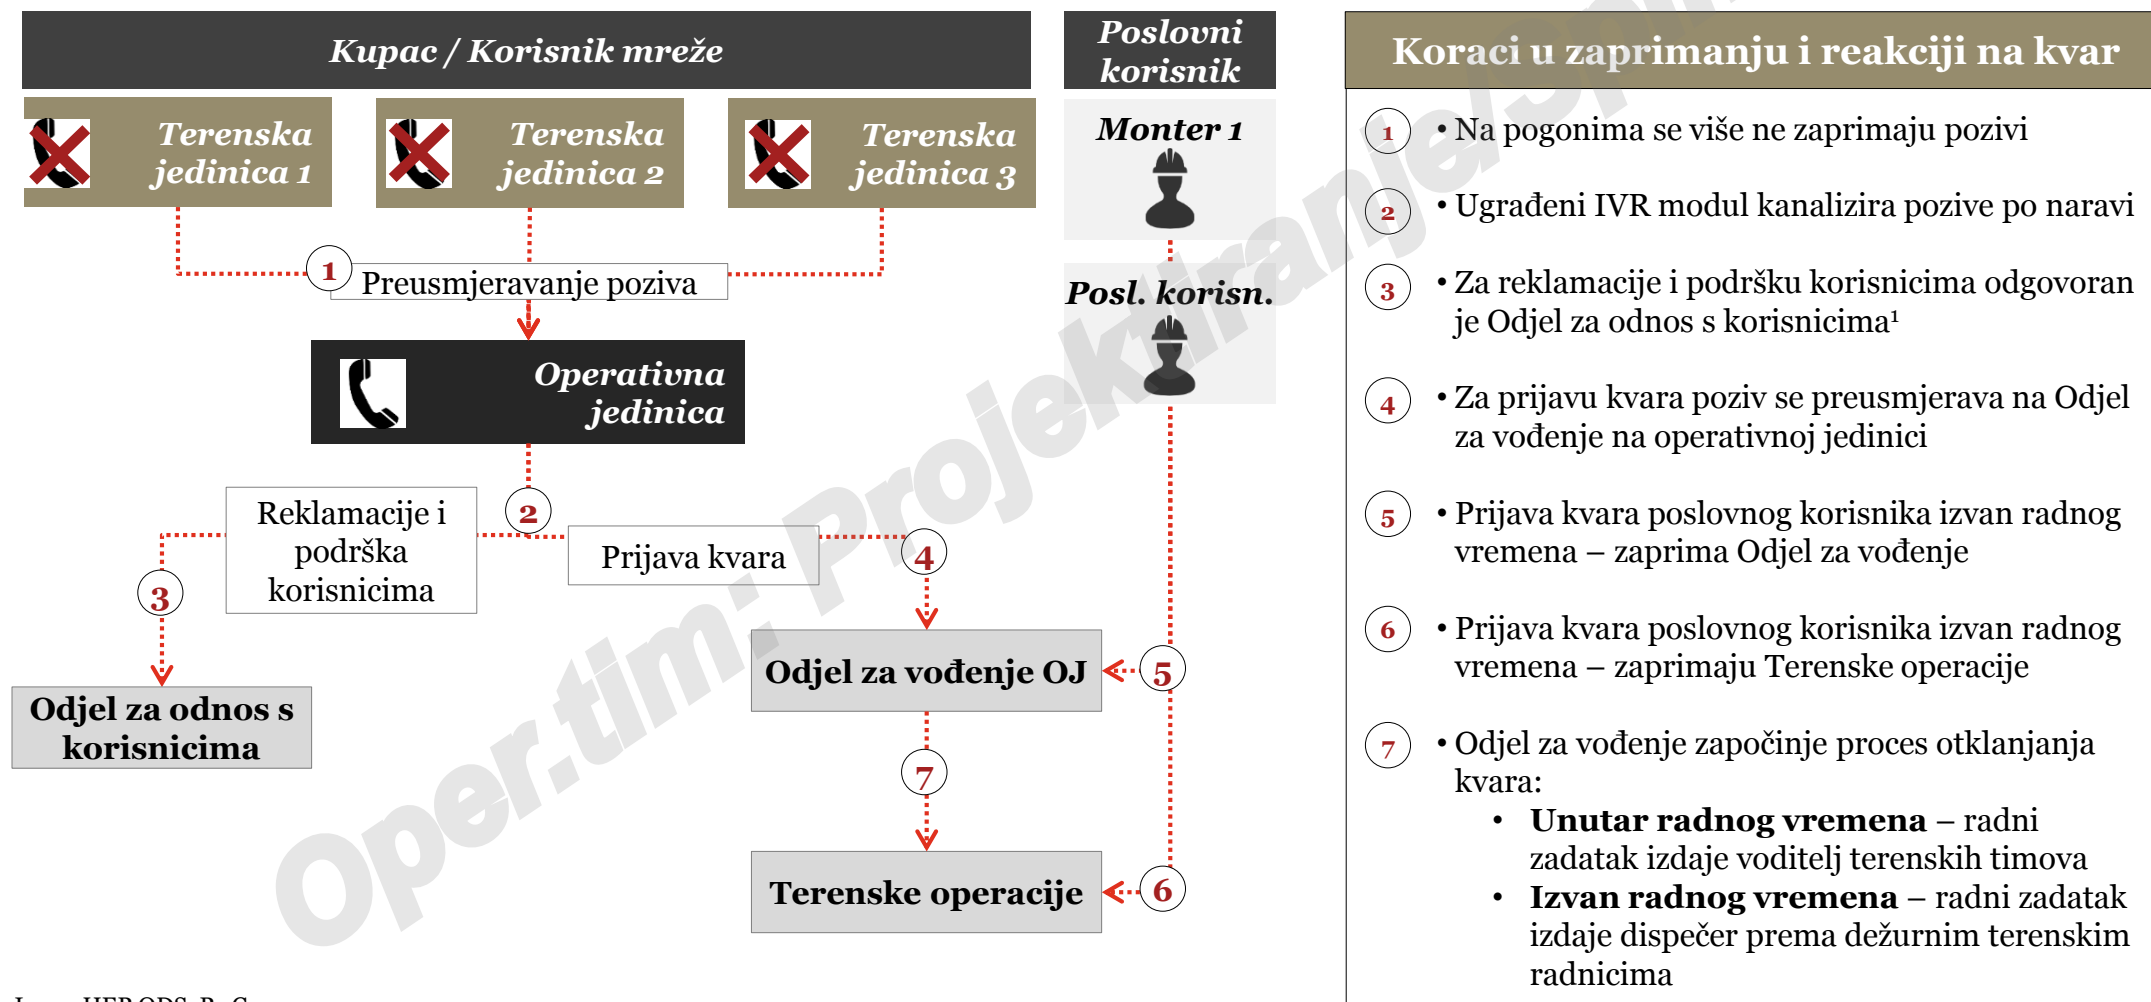 Kupac / Korisnik mreže
Poslovni
korisnik
Terenska
jedinica 1
Terenska
jedinica 2
Terenska
jedinica 3
Monter 1
1
Preusmjeravanje poziva
Posl. korisn.
Operativna
jedinica
2
Reklamacije i
podrška
korisnicima
Prijava kvara
4
3
Odjel za vođenje OJ
5
Odjel za odnos s
korisnicima
7
Terenske operacije
6
Koraci u zaprimanju i reakciji na kvar
1 • Na pogonima se više ne zaprimaju pozivi
2 • Ugrađeni IVR modul kanalizira pozive po naravi
3 • Za reklamacije i podršku korisnicima odgovoran
je Odjel za odnos s korisnicima¹
4 • Za prijavu kvara poziv se preusmjerava na Odjel
za vođenje na operativnoj jedinici
5 • Prijava kvara poslovnog korisnika izvan radnog
vremena – zaprima Odjel za vođenje
6 • Prijava kvara poslovnog korisnika izvan radnog
vremena – zaprimaju Terenske operacije
7 • Odjel za vođenje započinje proces otklanjanja
kvara:
• Unutar radnog vremena – radni
zadatak izdaje voditelj terenskih timova
• Izvan radnog vremena – radni zadatak
izdaje dispečer prema dežurnim terenskim
radnicima
Oper.tim: Projektiranje/